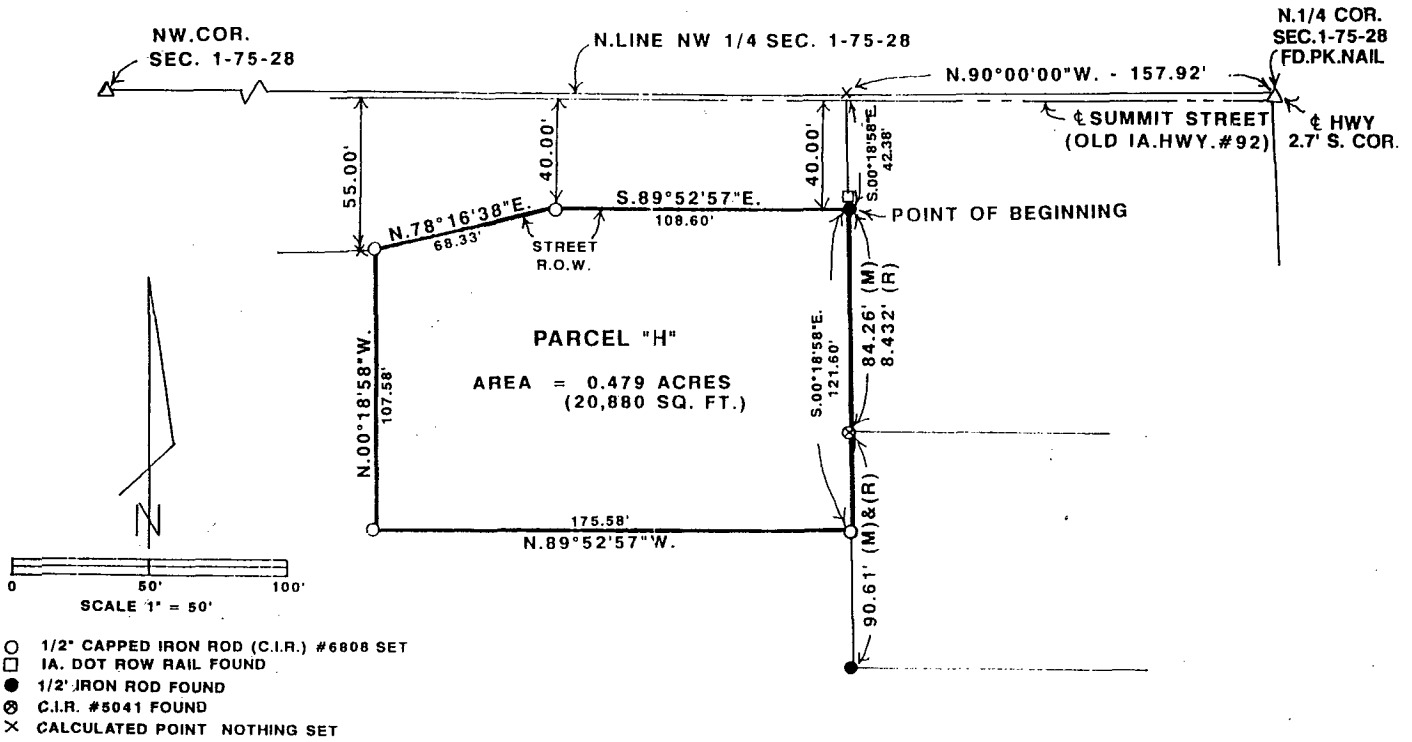 NW.COR.
SEC. 1-75-28
N.LINE NW 1/4 SEC. 1-75-28
N.1/4 COR.
SEC.1-75-28
FD.PK.NAIL
N.90°00'00"W. - 157.92'
℄ SUMMIT STREET
(OLD IA.HWY.#92)
℄ HWY
2.7' S. COR.
55.00'
40.00'
40.00'
S.00°18'58"E.
42.38'
N.78°16'38"E.
68.33'
S.89°52'57"E.
108.60'
POINT OF BEGINNING
STREET
R.O.W.
84.26' (M)
8.432' (R)
PARCEL "H"
AREA = 0.479 ACRES
(20,880 SQ. FT.)
N.00°18'58"W.
107.58'
S.00°18'58"E.
121.60'
175.58'
N.89°52'57"W.
90.61' (M)&(R)
N
0 50' 100'
SCALE 1" = 50'
1/2" CAPPED IRON ROD (C.I.R.) #6808 SET
IA. DOT ROW RAIL FOUND
1/2' IRON ROD FOUND
C.I.R. #5041 FOUND
CALCULATED POINT NOTHING SET